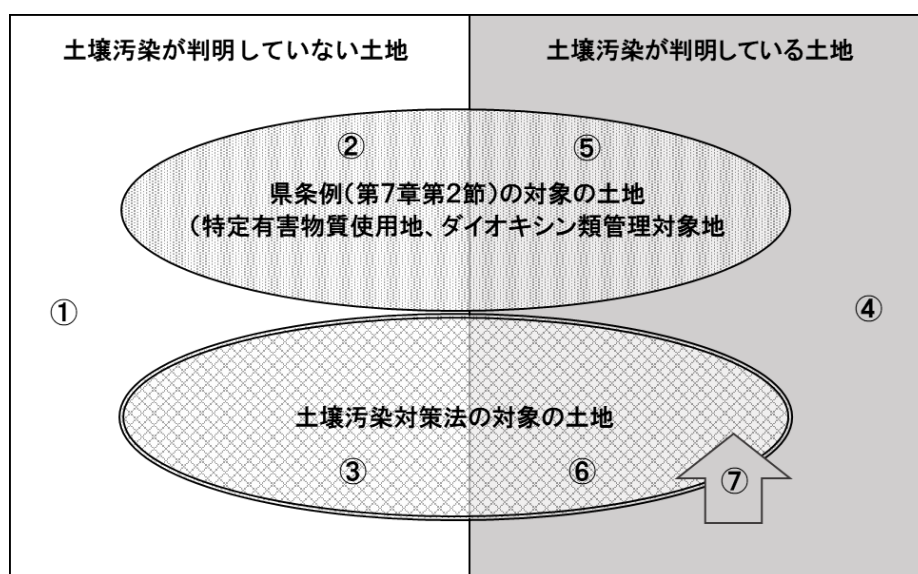 土壌汚染が判明していない土地
土壌汚染が判明している土地
②
⑤
県条例(第7章第2節)の対象の土地
(特定有害物質使用地、ダイオキシン類管理対象地
①
④
土壌汚染対策法の対象の土地
③
⑥
⑦